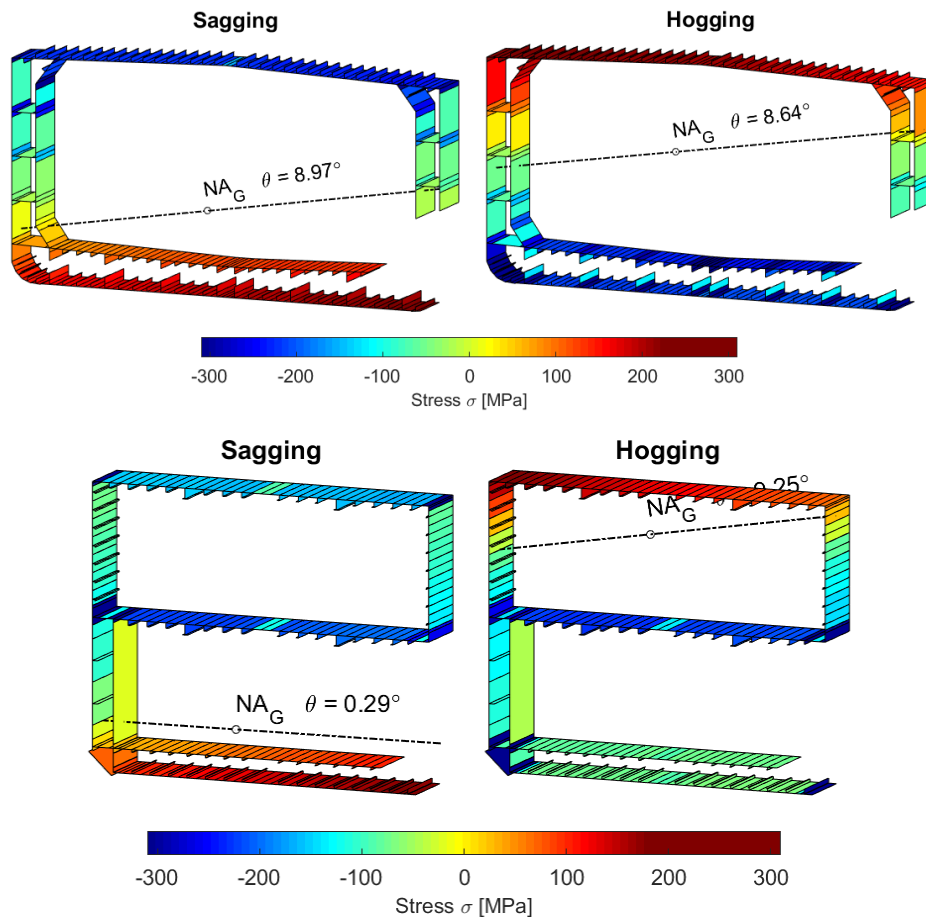 Sagging
Hogging
NA_G θ = 8.97°
NA_G θ = 8.64°
-300 -200 -100 0 100 200 300
Stress σ [MPa]
Sagging
Hogging
NA_G θ = 0.29°
NA_G
-300 -200 -100 0 100 200 300
Stress σ [MPa]